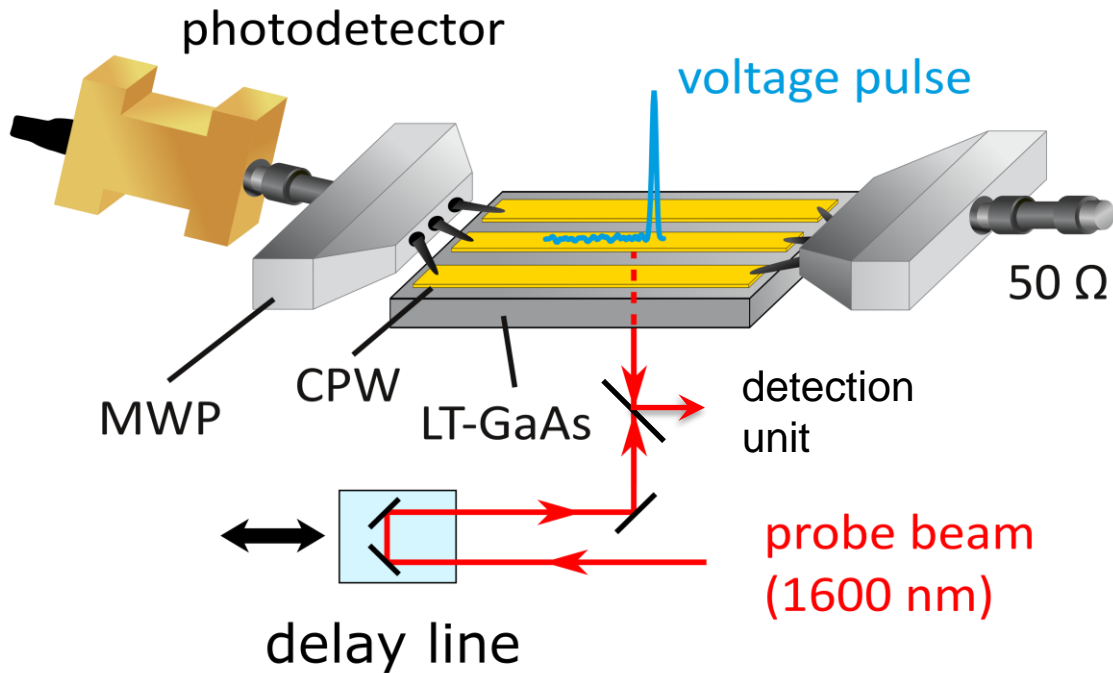 photodetector
voltage pulse
50 Ω
CPW
MWP
LT-GaAs
detection
unit
probe beam
(1600 nm)
delay line